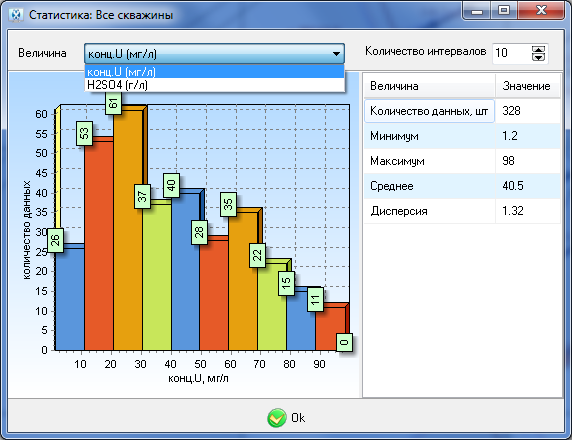 Статистика: Все скважины
Величина
конц.U (мг/л)
Количество интервалов
10
конц.U (мг/л)
H2SO4 (г/л)
Величина Значение
Количество данных, шт 328
Минимум 1.2
Максимум 98
Среднее 40.5
Дисперсия 1.32
количество данных
60
55
50
45
40
35
30
25
20
15
10
5
0
26
53
61
37
40
28
35
22
15
11
0
10 20 30 40 50 60 70 80 90
конц.U, мг/л
Ok